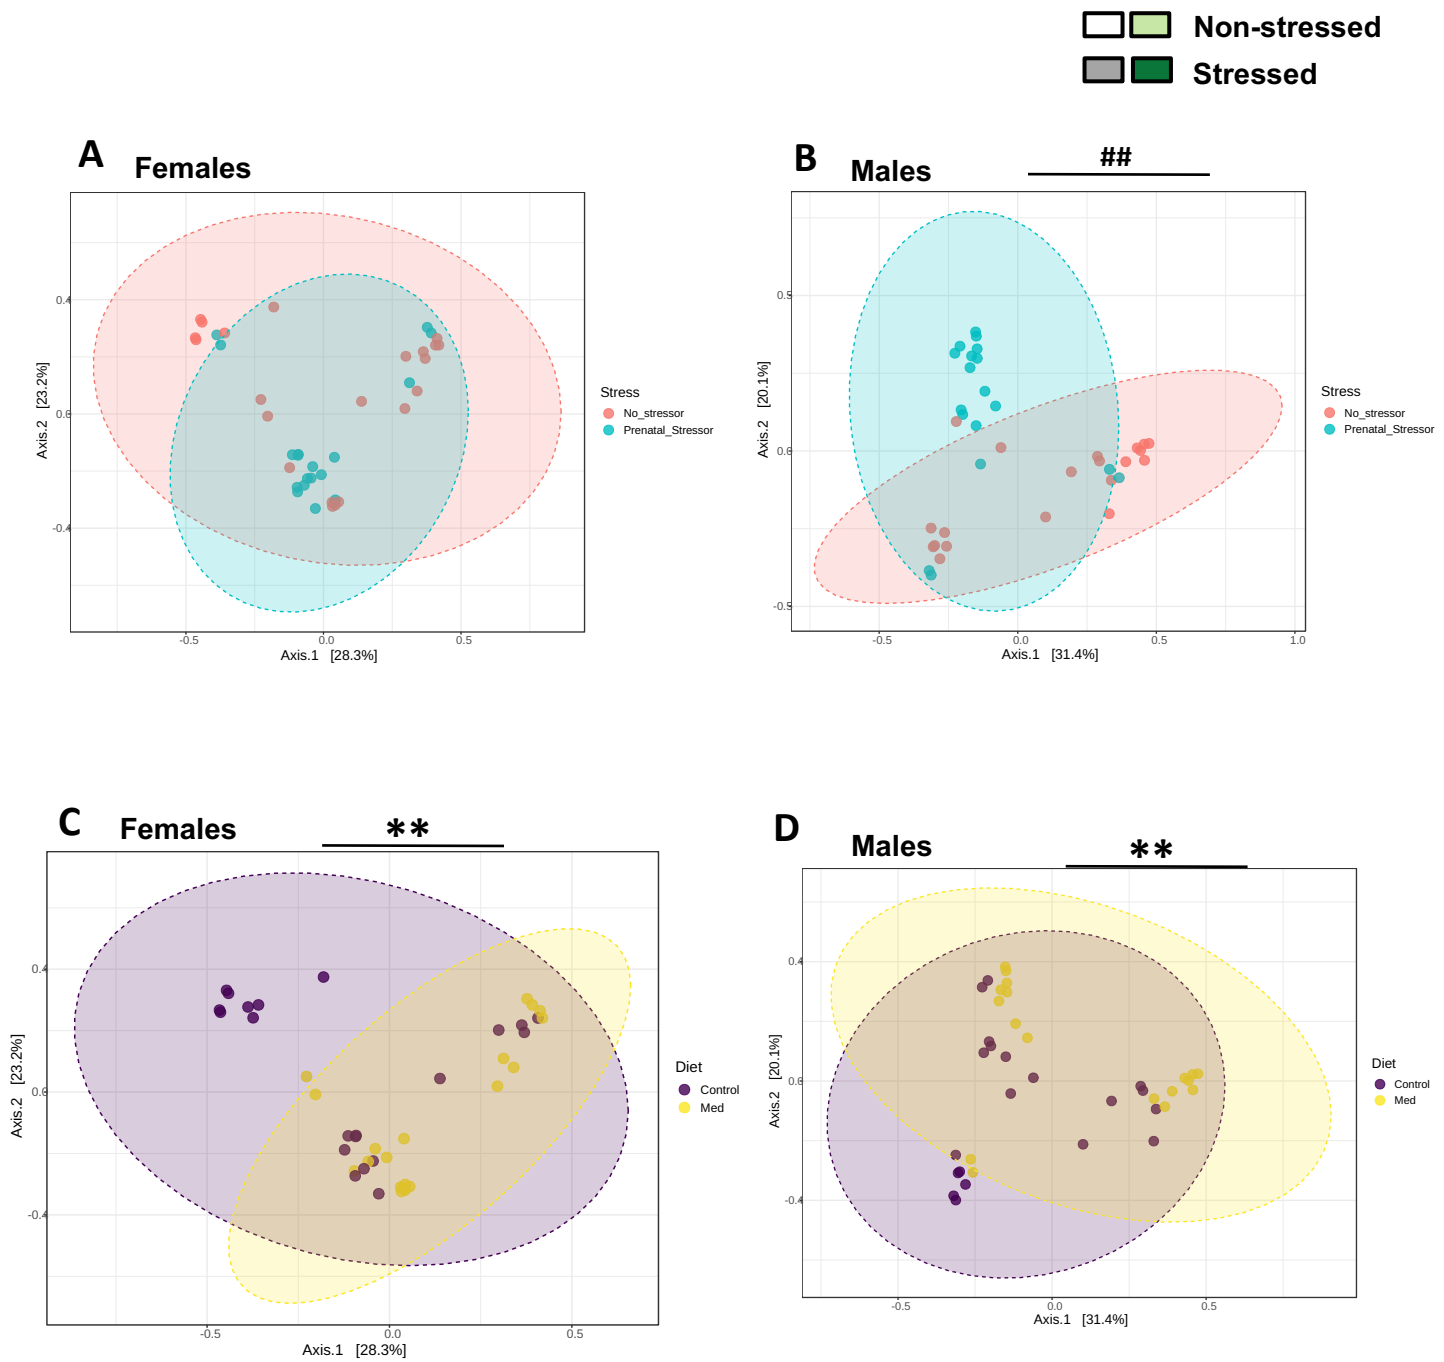 Non-stressed
Stressed
A Females
0.4
0.0
-0.4
Axis.2 [23.2%]
-0.5 0.0 0.5
Axis.1 [28.3%]
Stress
No_stressor
Prenatal_Stressor
B Males ##
0.5
0.0
-0.5
Axis.2 [20.1%]
-0.5 0.0 0.5 1.0
Axis.1 [31.4%]
Stress
No_stressor
Prenatal_Stressor
C Females **
0.4
0.0
-0.4
Axis.2 [23.2%]
-0.5 0.0 0.5
Axis.1 [28.3%]
Diet
Control
Med
D Males **
0.4
0.0
-0.4
Axis.2 [20.1%]
-0.5 0.0 0.5
Axis.1 [31.4%]
Diet
Control
Med